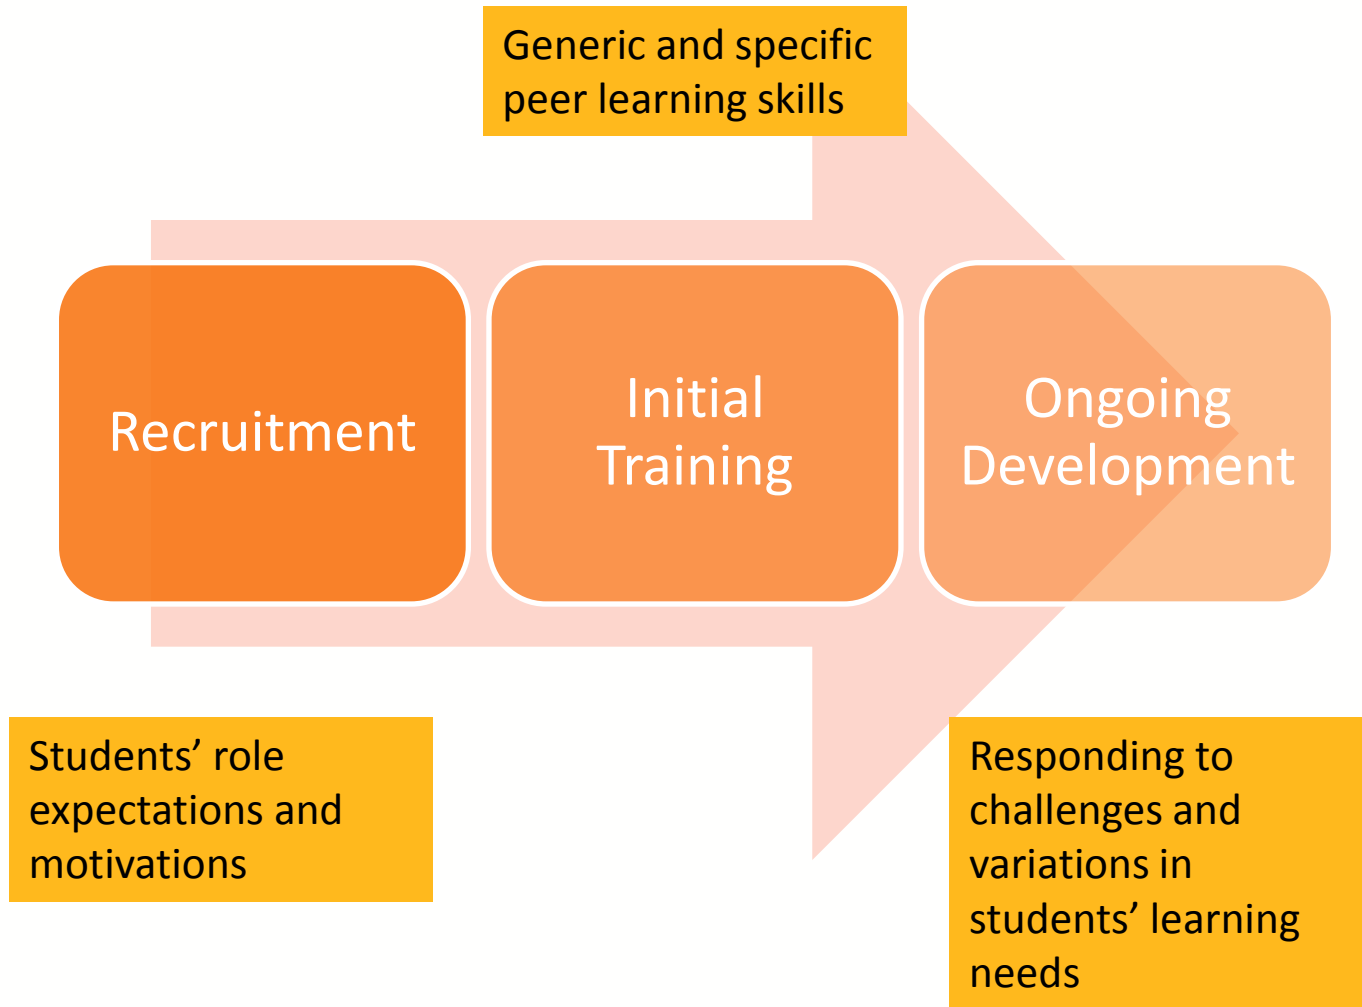 Generic and specific
peer learning skills
Recruitment
Initial
Training
Ongoing
Development
Students’ role
expectations and
motivations
Responding to
challenges and
variations in
students’ learning
needs